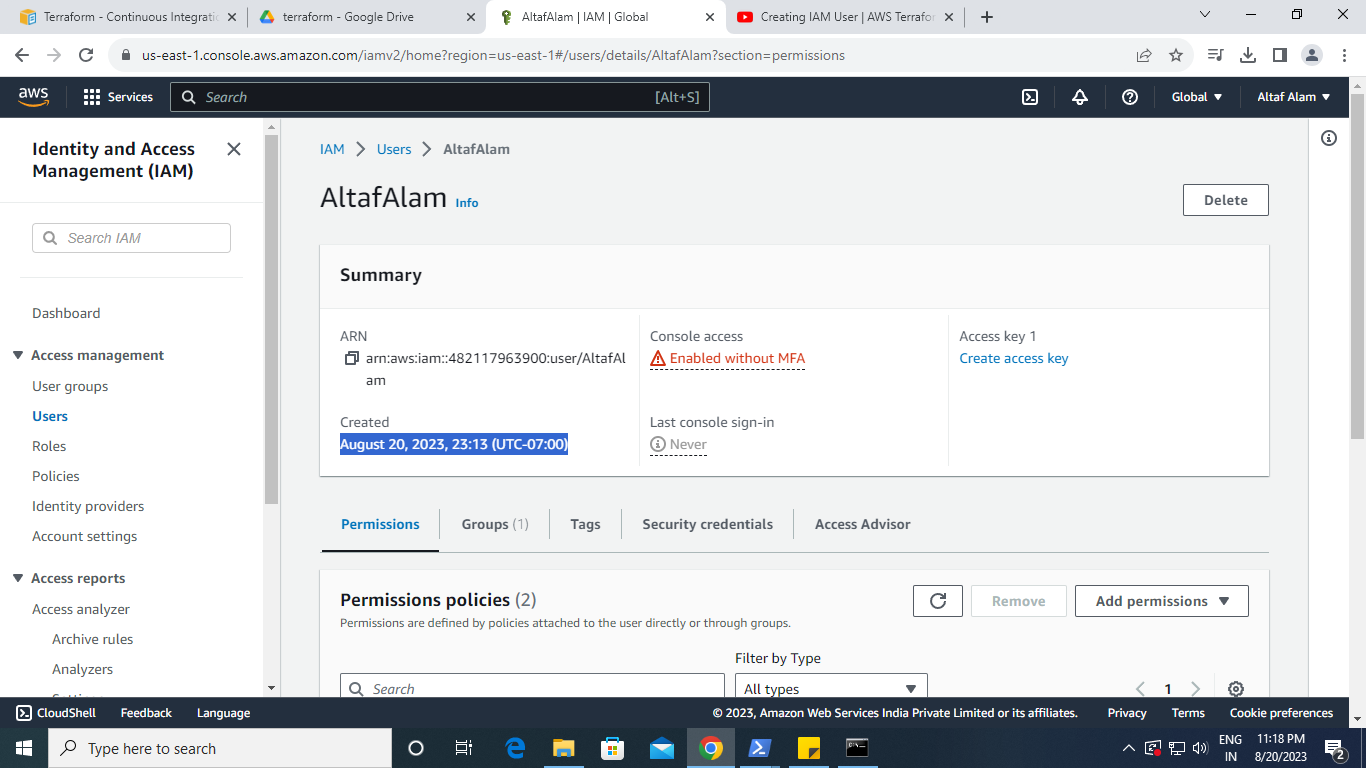 Terraform - Continuous Integratio
terraform - Google Drive
AltafAlam | IAM | Global
Creating IAM User | AWS Terrafor
us-east-1.console.aws.amazon.com/iamv2/home?region=us-east-1#/users/details/AltafAlam?section=permissions
aws
Services
Search
[Alt+S]
Global
Altaf Alam
Identity and Access
Management (IAM)
Search IAM
Dashboard
Access management
User groups
Users
Roles
Policies
Identity providers
Account settings
Access reports
Access analyzer
Archive rules
Analyzers
Settings
IAM > Users > AltafAlam
AltafAlam Info
Delete
Summary
ARN
arn:aws:iam::482117963900:user/AltafAl
am
Console access
Enabled without MFA
Access key 1
Create access key
Created
August 20, 2023, 23:13 (UTC-07:00)
Last console sign-in
Never
Permissions
Groups (1)
Tags
Security credentials
Access Advisor
Permissions policies (2)
Permissions are defined by policies attached to the user directly or through groups.
Remove
Add permissions
Filter by Type
Search
All types
1
CloudShell
Feedback
Language
© 2023, Amazon Web Services India Private Limited or its affiliates.
Privacy
Terms
Cookie preferences
Type here to search
ENG
IN
11:18 PM
8/20/2023
2